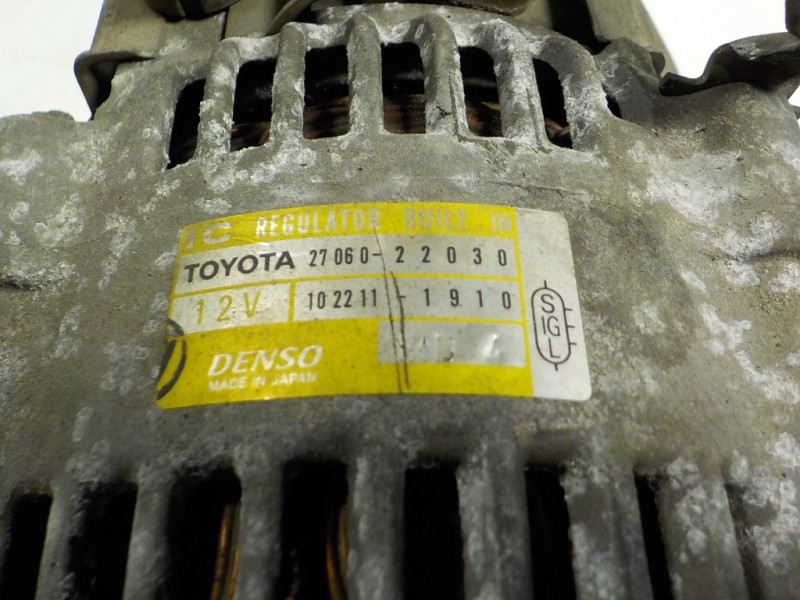 IC REGULATOR BUILT IN
TOYOTA 27060-22030
12V 102211-1910
DENSO
MADE IN JAPAN
S
IG
L